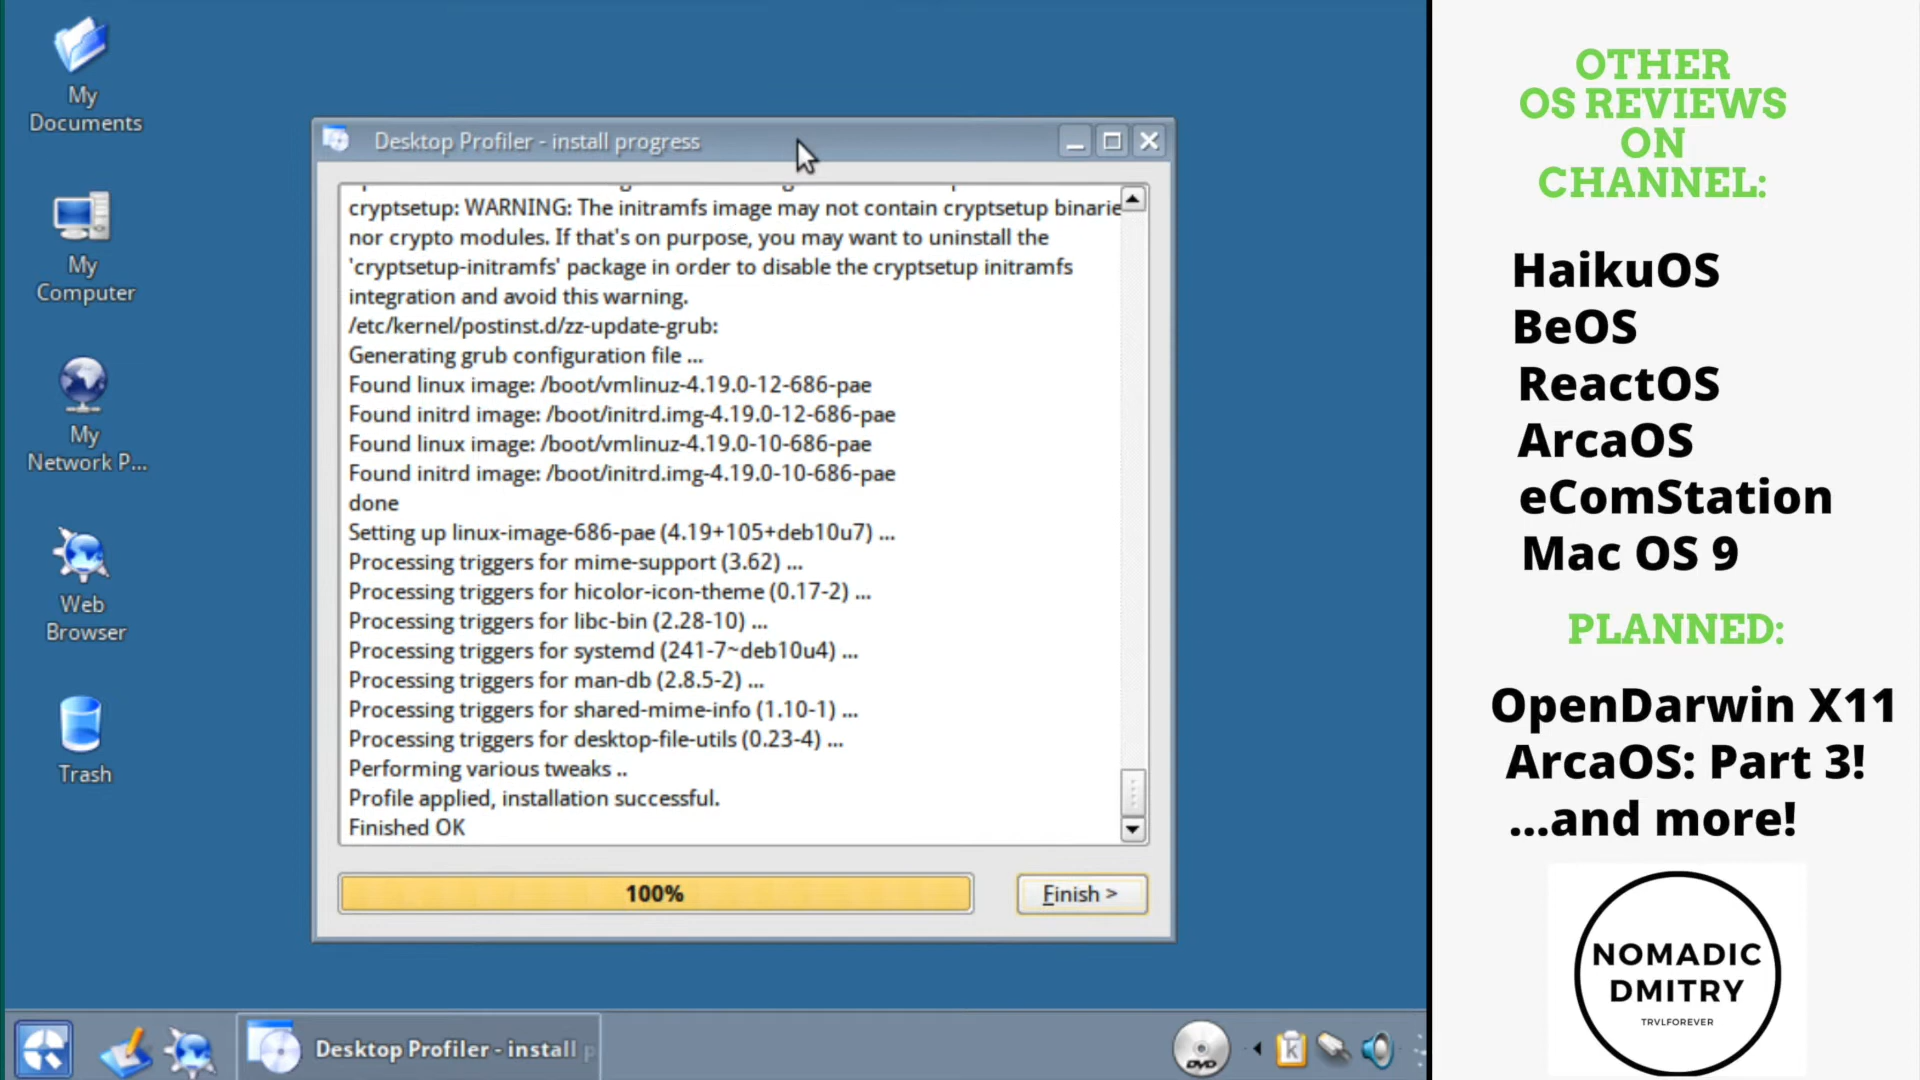 My
Documents
My
Computer
My
Network P...
Web
Browser
Trash
Desktop Profiler - install progress
cryptsetup: WARNING: The initramfs image may not contain cryptsetup binarie
nor crypto modules. If that's on purpose, you may want to uninstall the
'cryptsetup-initramfs' package in order to disable the cryptsetup initramfs
integration and avoid this warning.
/etc/kernel/postinst.d/zz-update-grub:
Generating grub configuration file ...
Found linux image: /boot/vmlinuz-4.19.0-12-686-pae
Found initrd image: /boot/initrd.img-4.19.0-12-686-pae
Found linux image: /boot/vmlinuz-4.19.0-10-686-pae
Found initrd image: /boot/initrd.img-4.19.0-10-686-pae
done
Setting up linux-image-686-pae (4.19+105+deb10u7) ...
Processing triggers for mime-support (3.62) ...
Processing triggers for hicolor-icon-theme (0.17-2) ...
Processing triggers for libc-bin (2.28-10) ...
Processing triggers for systemd (241-7~deb10u4) ...
Processing triggers for man-db (2.8.5-2) ...
Processing triggers for shared-mime-info (1.10-1) ...
Processing triggers for desktop-file-utils (0.23-4) ...
Performing various tweaks ..
Profile applied, installation successful.
Finished OK
100%
Finish >
Desktop Profiler - install p
DVD
k
OTHER
OS REVIEWS
ON
CHANNEL:
HaikuOS
BeOS
ReactOS
ArcaOS
eComStation
Mac OS 9
PLANNED:
OpenDarwin X11
ArcaOS: Part 3!
...and more!
NOMADIC
DMITRY
TRVLFOREVER